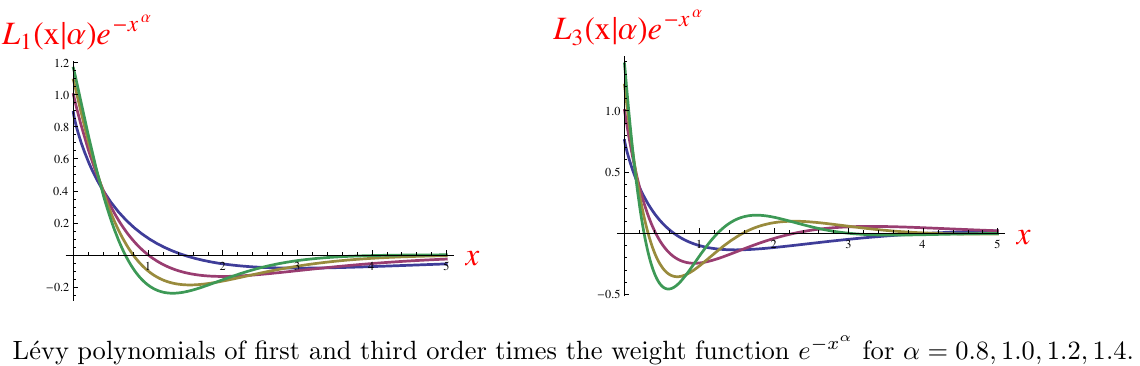 L₁(x|α)e^{-x^α}
1.2
1.0
0.8
0.6
0.4
0.2
-0.2
1 2 3 4 5
x
L₃(x|α)e^{-x^α}
1.0
0.5
-0.5
1 2 3 4 5
x
Lévy polynomials of first and third order times the weight function e^{-x^α} for α = 0.8, 1.0, 1.2, 1.4.